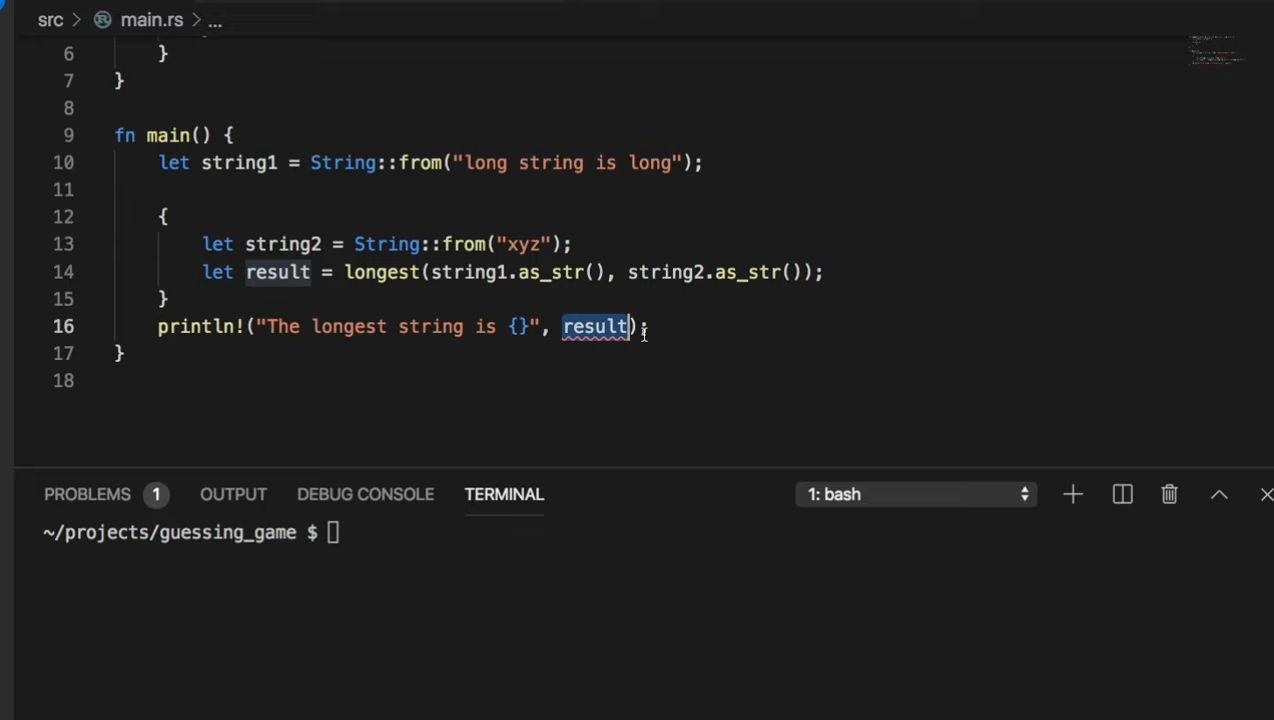 src > main.rs > ...
6 }
7 }
8
9 fn main() {
10 let string1 = String::from("long string is long");
11
12 {
13 let string2 = String::from("xyz");
14 let result = longest(string1.as_str(), string2.as_str());
15 }
16 println!("The longest string is {}", result);
17 }
18
PROBLEMS 1 OUTPUT DEBUG CONSOLE TERMINAL 1: bash
~/projects/guessing_game $